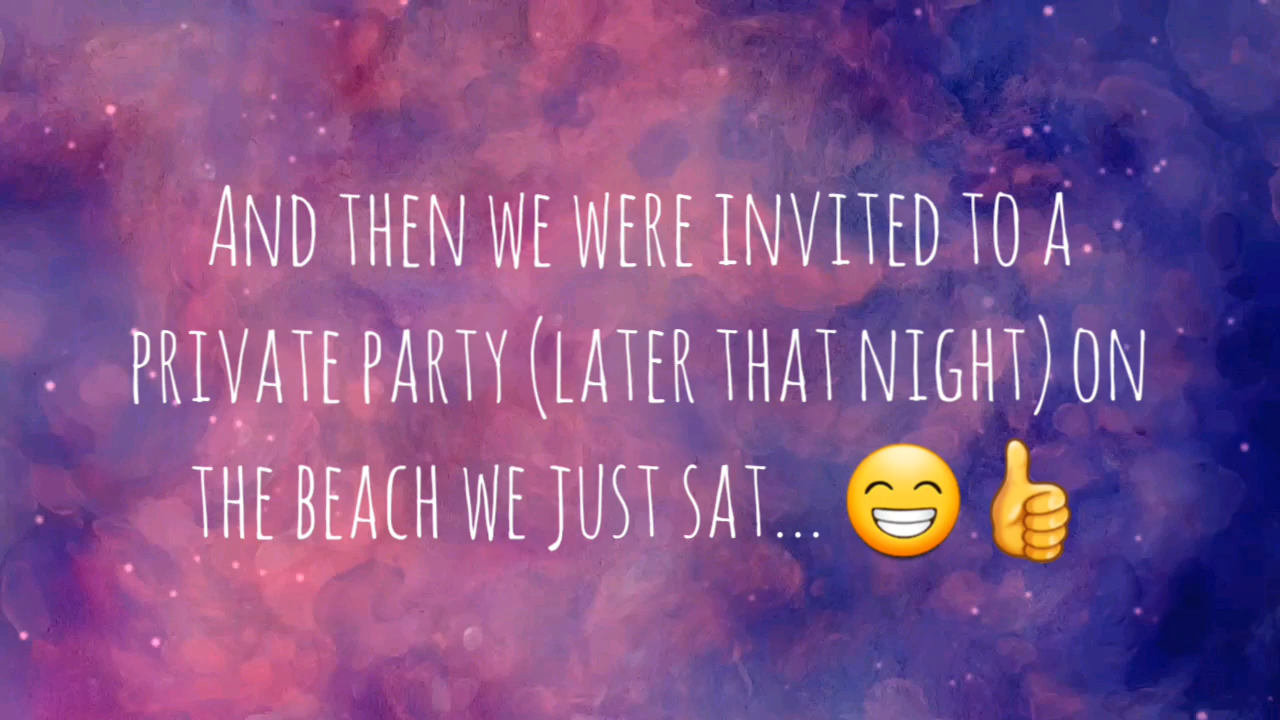 And then we were invited to a
private party (later that night) on
the beach we just sat... 😁👍